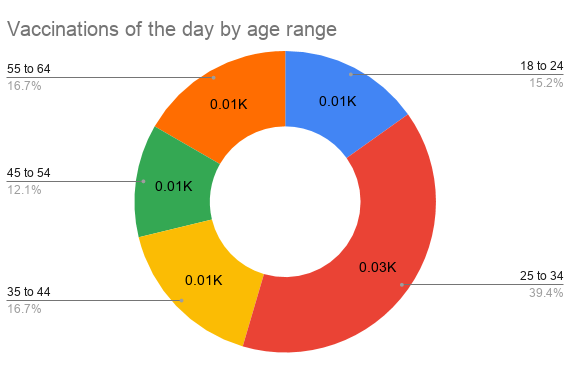 Vaccinations of the day by age range
55 to 64
16.7%
18 to 24
15.2%
0.01K
0.01K
45 to 54
12.1%
0.01K
0.03K
25 to 34
39.4%
35 to 44
16.7%
0.01K